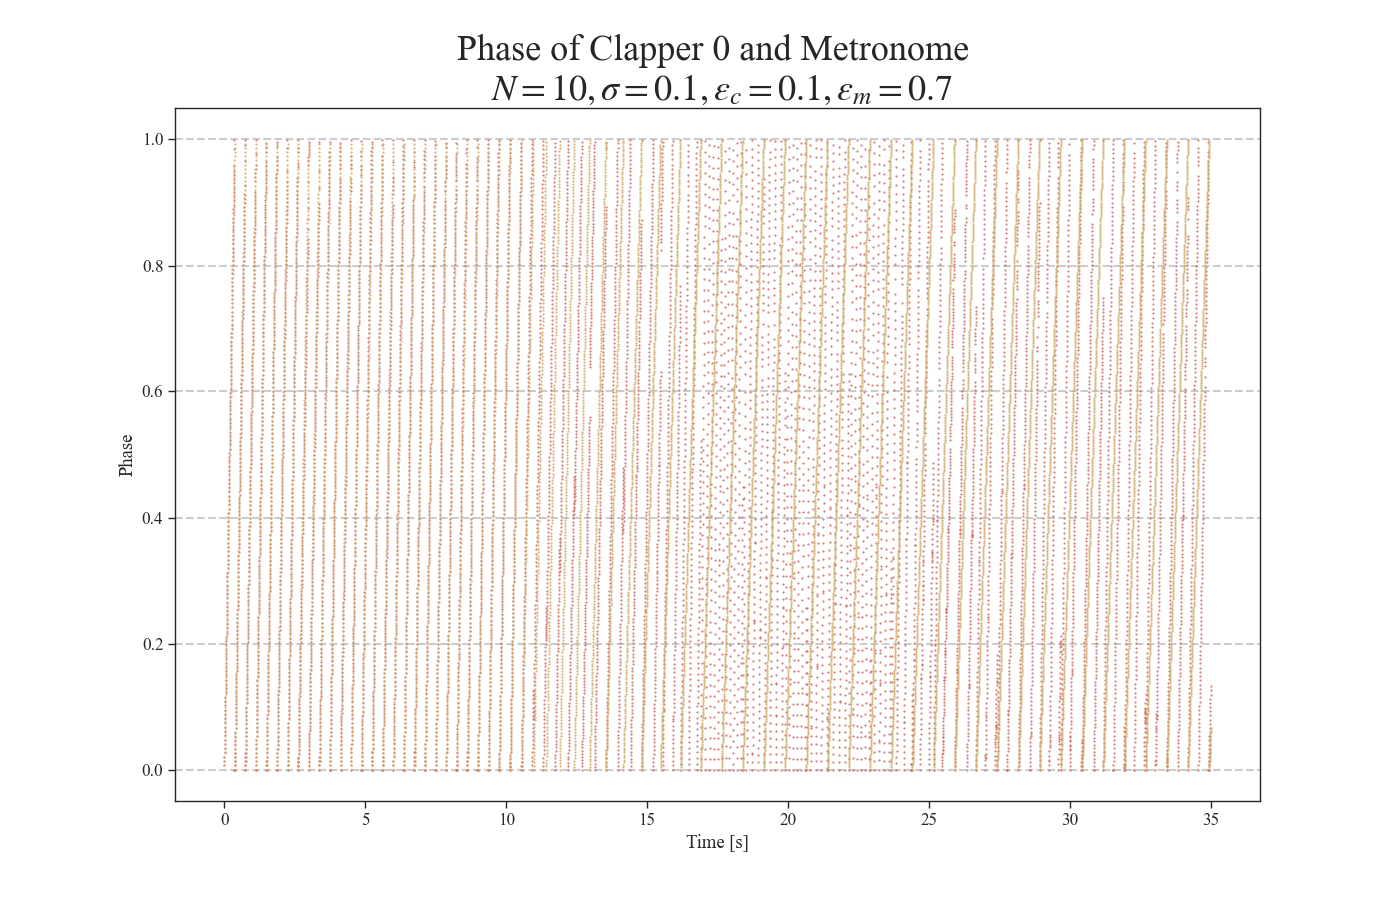 Phase of Clapper 0 and Metronome
N = 10, σ = 0.1, ε_c = 0.1, ε_m = 0.7
1.0
0.8
0.6
0.4
0.2
0.0
Phase
0 5 10 15 20 25 30 35
Time [s]